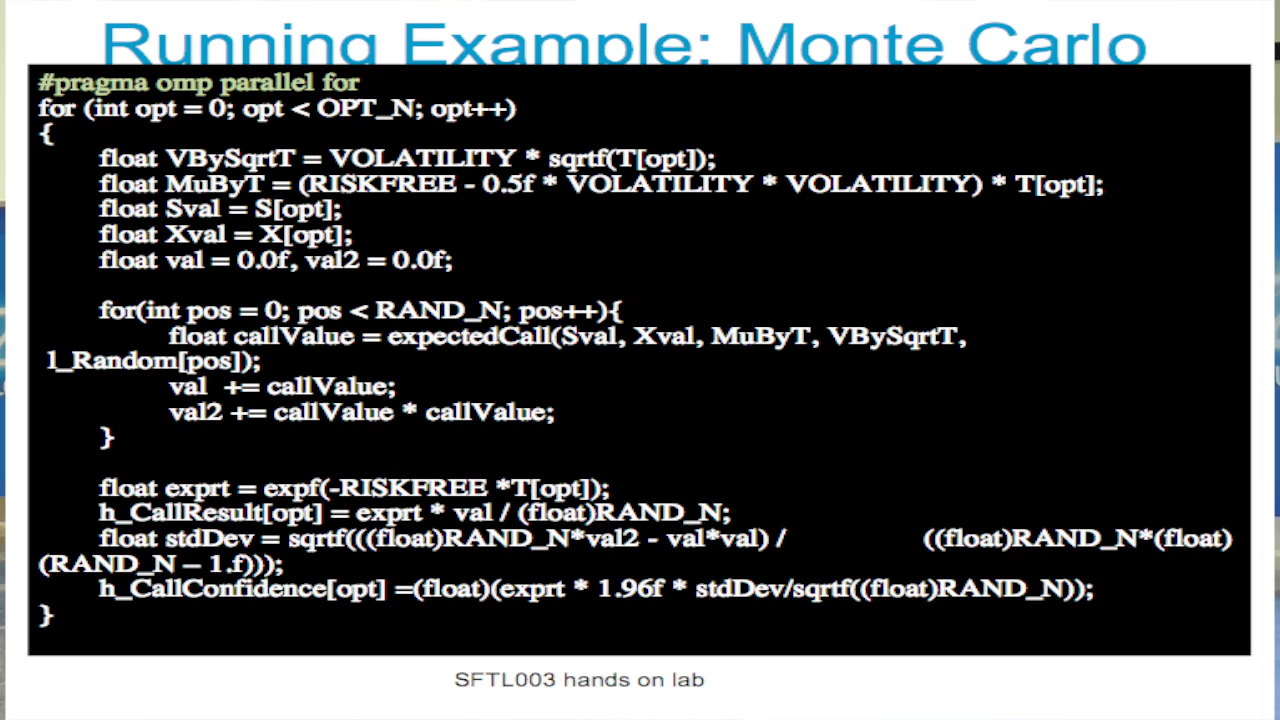 Running Example: Monte Carlo
#pragma omp parallel for
for (int opt = 0; opt < OPT_N; opt++)
{
float VBySqrtT = VOLATILITY * sqrtf(T[opt]);
float MuByT = (RISKFREE - 0.5f * VOLATILITY * VOLATILITY) * T[opt];
float Sval = S[opt];
float Xval = X[opt];
float val = 0.0f, val2 = 0.0f;
for(int pos = 0; pos < RAND_N; pos++){
float callValue = expectedCall(Sval, Xval, MuByT, VBySqrtT,
l_Random[pos]);
val += callValue;
val2 += callValue * callValue;
}
float exprt = expf(-RISKFREE *T[opt]);
h_CallResult[opt] = exprt * val / (float)RAND_N;
float stdDev = sqrtf(((float)RAND_N*val2 - val*val) / ((float)RAND_N*(float)
(RAND_N – 1.f)));
h_CallConfidence[opt] =(float)(exprt * 1.96f * stdDev/sqrtf((float)RAND_N));
}
SFTL003 hands on lab